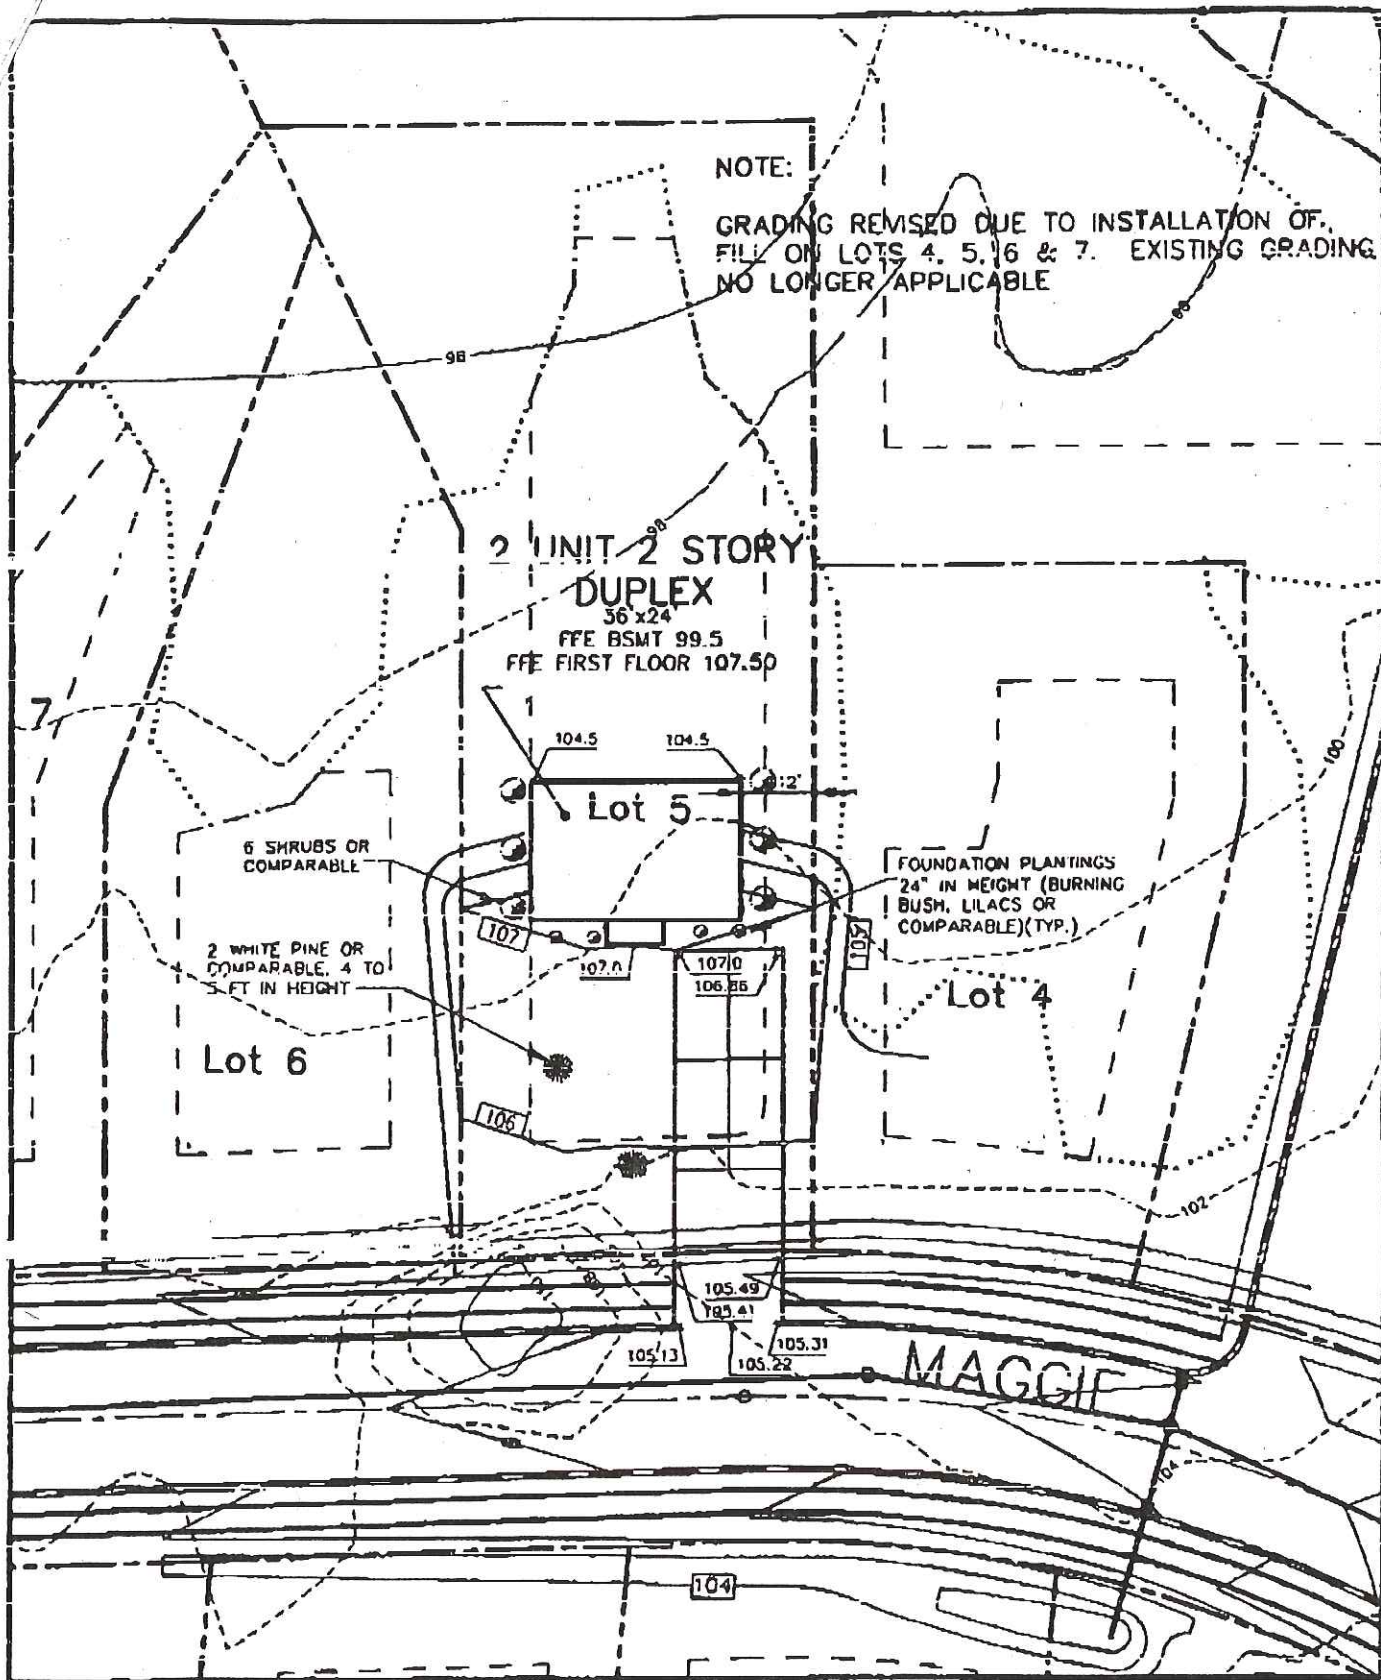 NOTE:
GRADING REVISED DUE TO INSTALLATION OF
FILL ON LOTS 4, 5, 6 & 7. EXISTING GRADING
NO LONGER APPLICABLE
98
98
98
2 UNIT 2 STORY
DUPLEX
36'x24'
FFE BSMT 99.5
FFE FIRST FLOOR 107.50
7
104.5
104.5
100
Lot 5
12'
6 SHRUBS OR
COMPARABLE
FOUNDATION PLANTINGS
24" IN HEIGHT (BURNING
BUSH, LILACS OR
COMPARABLE)(TYP.)
107
105
2 WHITE PINE OR
COMPARABLE, 4 TO
5 FT IN HEIGHT
107.0
107.0
106.86
Lot 4
Lot 6
106
102
105.49
105.41
105.13
105.31
105.22
MAGGIE
104
104